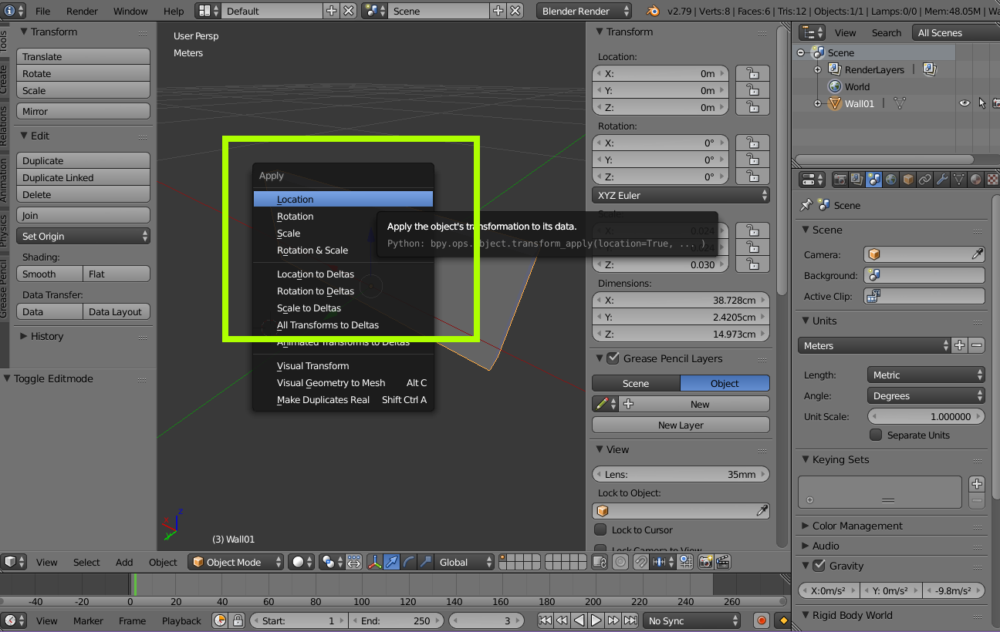 File Render Window Help Default Scene Blender Render v2.79 | Verts:8 | Faces:6 | Tris:12 | Objects:1/1 | Lamps:0/0 | Mem:48.05M | Wa
Tools
Create
Relations
Animation
Physics
Grease Pencil
Transform
Translate
Rotate
Scale
Mirror
Edit
Duplicate
Duplicate Linked
Delete
Join
Set Origin
Shading:
Smooth Flat
Data Transfer:
Data Data Layout
History
Toggle Editmode
User Persp
Meters
Apply
Location
Rotation
Scale
Rotation & Scale
Location to Deltas
Rotation to Deltas
Scale to Deltas
All Transforms to Deltas
Animated Transforms to Deltas
Visual Transform
Visual Geometry to Mesh Alt C
Make Duplicates Real Shift Ctrl A
Apply the object's transformation to its data.
Python: bpy.ops.object.transform_apply(location=True, ... )
x
y
z
(3) Wall01
Transform
Location:
X: 0m
Y: 0m
Z: 0m
Rotation:
X: 0°
Y: 0°
Z: 0°
XYZ Euler
Scale:
X: 0.024
Y: 0.024
Z: 0.030
Dimensions:
X: 38.728cm
Y: 2.4205cm
Z: 14.973cm
Grease Pencil Layers
Scene Object
New
New Layer
View
Lens: 35mm
Lock to Object:
Lock to Cursor
Lock Camera to View
View Search All Scenes
Scene
RenderLayers |
World
Wall01 |
Scene
Scene
Camera:
Background:
Active Clip:
Units
Meters
Length: Metric
Angle: Degrees
Unit Scale: 1.000000
Separate Units
Keying Sets
Color Management
Audio
Gravity
X:0m/s² Y: 0m/s² -9.8m/s²
Rigid Body World
View Select Add Object Object Mode Global
-40 -20 0 20 40 60 80 100 120 140 160 180 200 220 240 260
View Marker Frame Playback Start: 1 End: 250 3 No Sync